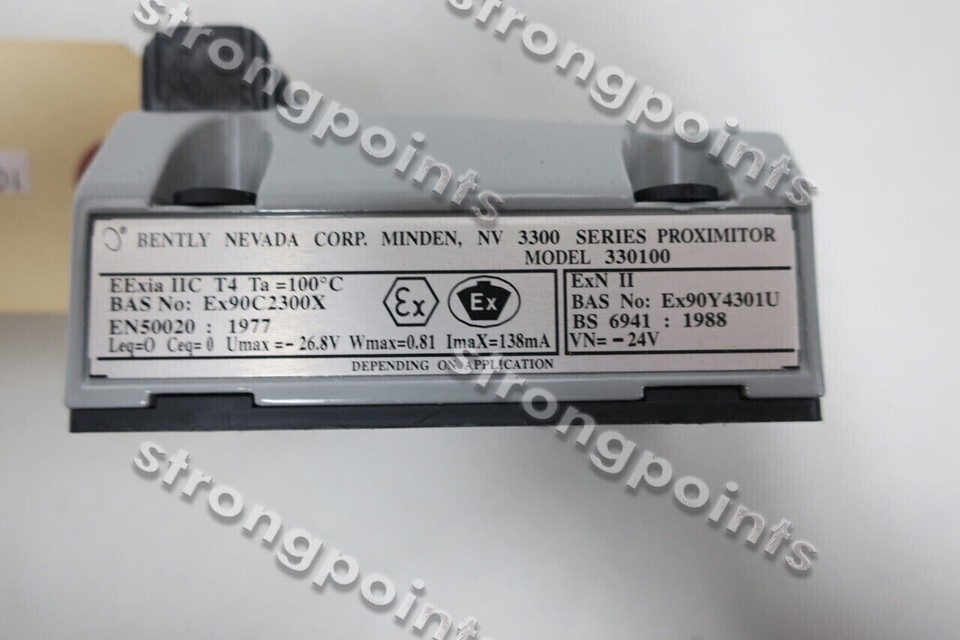 strongpoints
strongpoints
BENTLY NEVADA CORP. MINDEN, NV 3300 SERIES PROXIMITOR
MODEL 330100
EExia IIC T4 Ta =100°C
BAS No: Ex90C2300X
EN50020 : 1977
Leq=O Ceq= 0 Umax =- 26.8V Wmax=0.81 ImaX=138mA
Ex
Ex
ExN II
BAS No: Ex90Y4301U
BS 6941 : 1988
VN= - 24V
DEPENDING ON APPLICATION
strongpoints
strongpoints